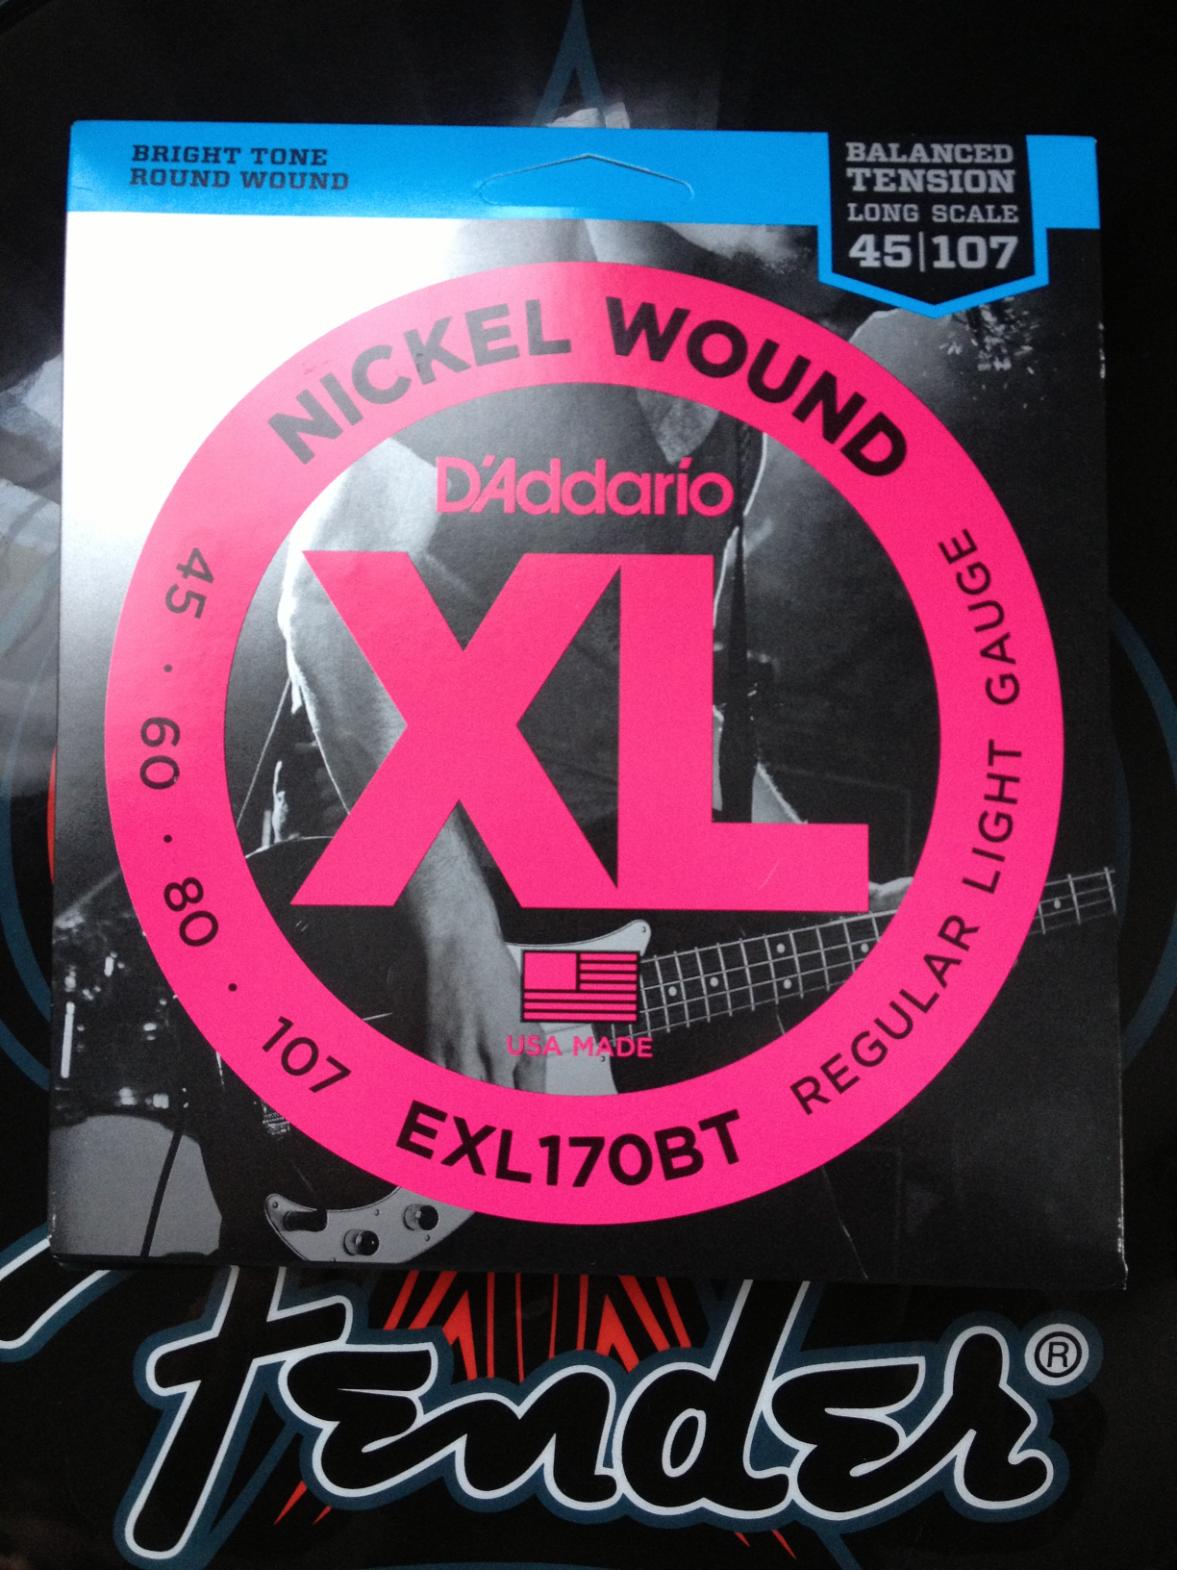 BRIGHT TONE
ROUND WOUND
BALANCED
TENSION
LONG SCALE
45|107
NICKEL WOUND
D'Addario
XL
USA MADE
45 · 60 · 80 · 107
EXL170BT
REGULAR LIGHT GAUGE
Fender®